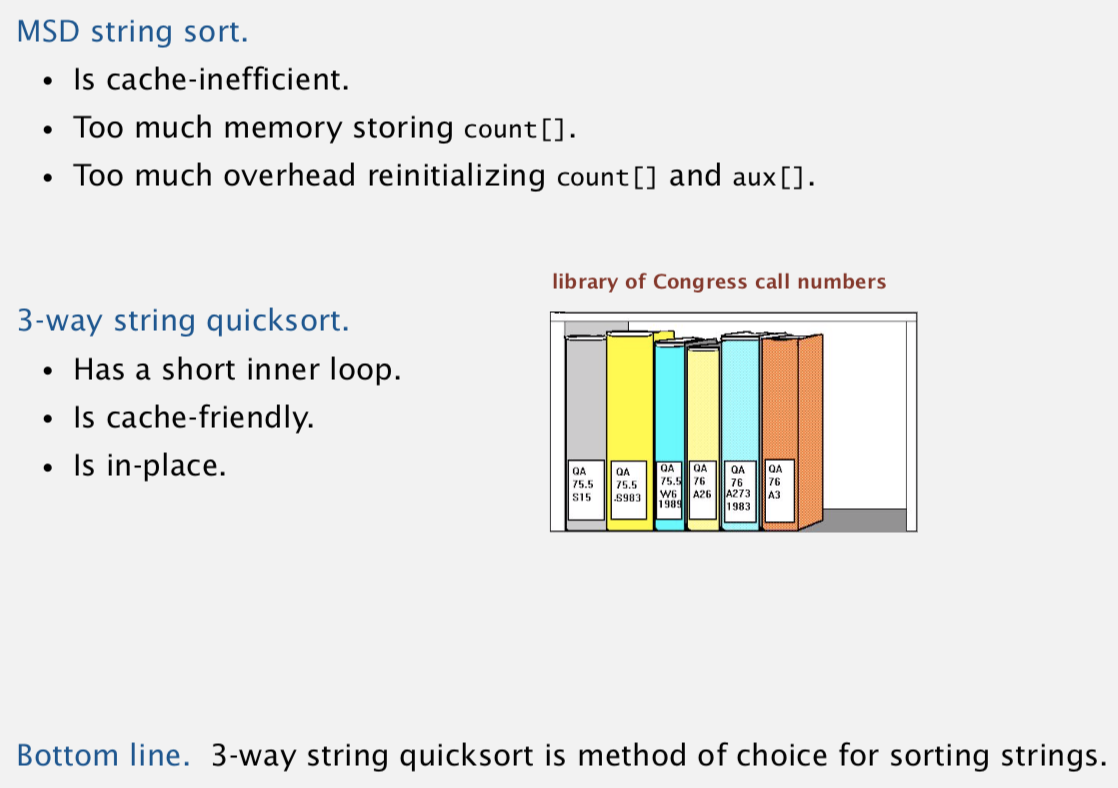 MSD string sort.
• Is cache-inefficient.
• Too much memory storing count[].
• Too much overhead reinitializing count[] and aux[].
library of Congress call numbers
3-way string quicksort.
• Has a short inner loop.
• Is cache-friendly.
• Is in-place.
QA
75.5
S15
QA
75.5
.S983
QA
75.5
W6
1989
QA
76
A26
QA
76
A273
1983
QA
76
A3
Bottom line. 3-way string quicksort is method of choice for sorting strings.